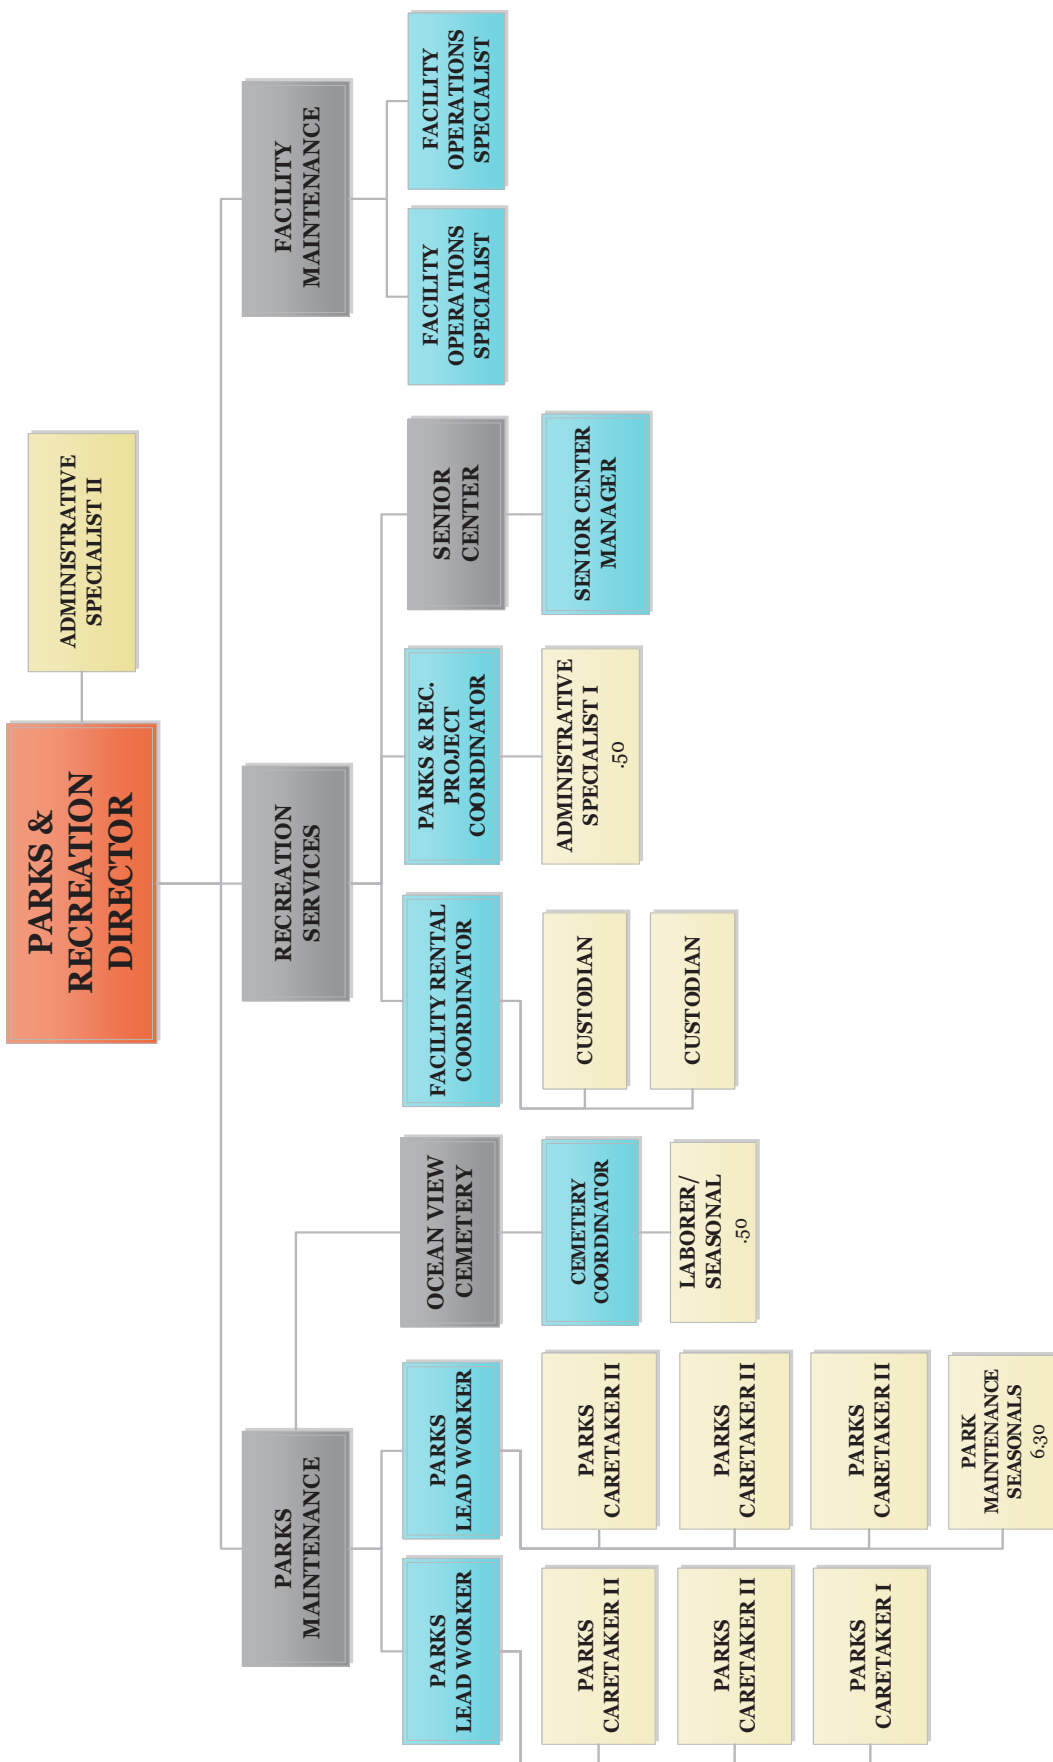 PARKS &
RECREATION
DIRECTOR
ADMINISTRATIVE
SPECIALIST II
PARKS
MAINTENANCE
RECREATION
SERVICES
FACILITY
MAINTENANCE
PARKS
LEAD WORKER
PARKS
LEAD WORKER
OCEAN VIEW
CEMETERY
FACILITY RENTAL
COORDINATOR
PARKS & REC.
PROJECT
COORDINATOR
SENIOR
CENTER
FACILITY
OPERATIONS
SPECIALIST
FACILITY
OPERATIONS
SPECIALIST
PARKS
CARETAKER II
PARKS
CARETAKER II
CEMETERY
COORDINATOR
CUSTODIAN
ADMINISTRATIVE
SPECIALIST I
.50
SENIOR CENTER
MANAGER
PARKS
CARETAKER II
PARKS
CARETAKER II
LABORER/
SEASONAL
.50
CUSTODIAN
PARKS
CARETAKER I
PARKS
CARETAKER II
PARK
MAINTENANCE
SEASONALS
6.30